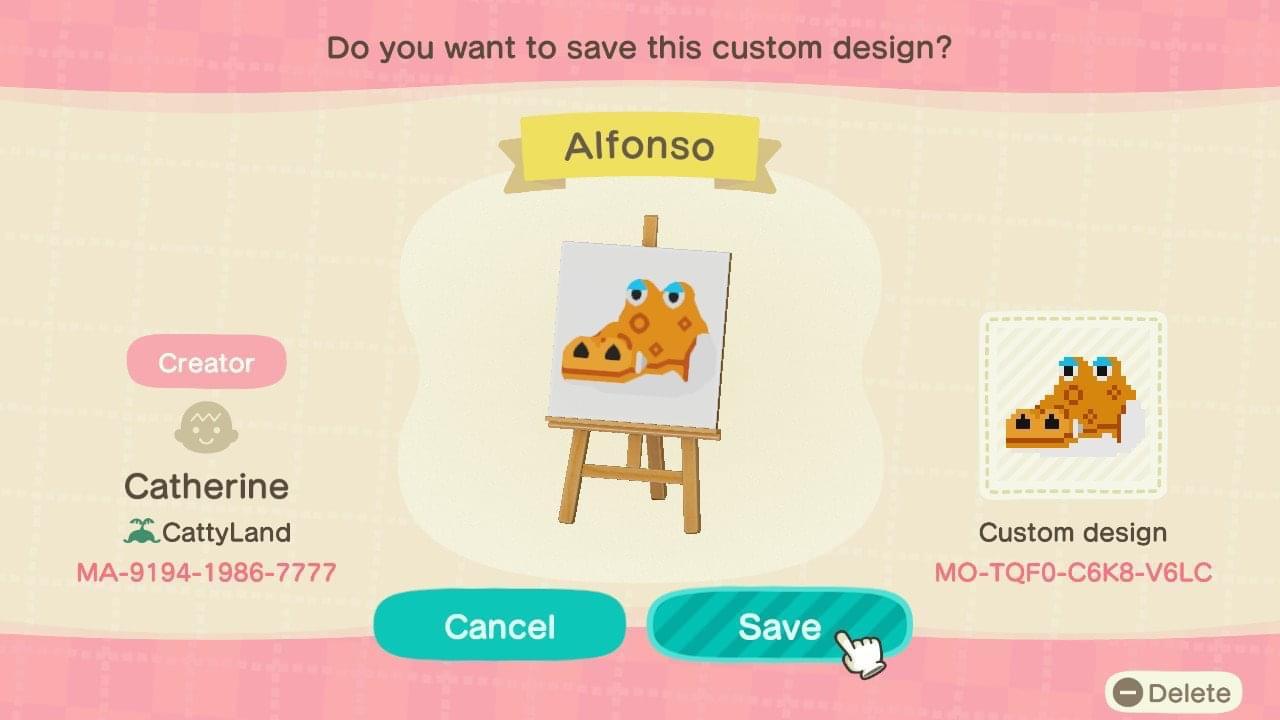 Do you want to save this custom design?
Alfonso
Creator
Catherine
CattyLand
MA-9194-1986-7777
Custom design
MO-TQF0-C6K8-V6LC
Cancel
Save
Delete